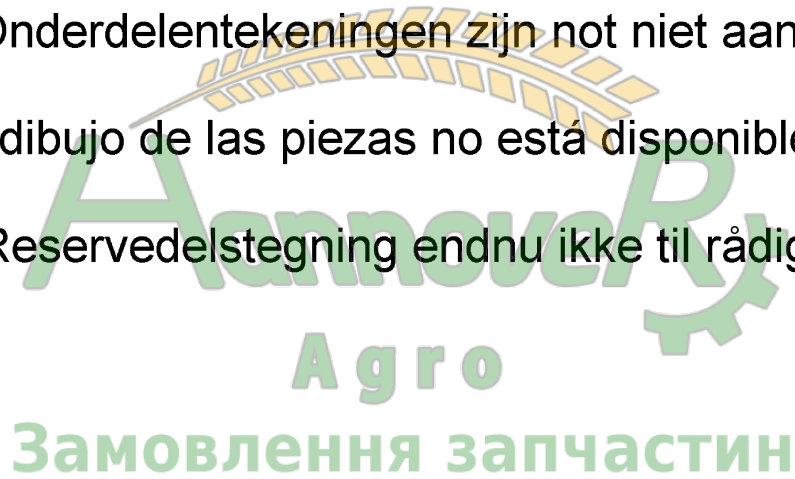 Onderdelentekeningen zijn not niet aan
dibujo de las piezas no está disponible
Reservedelstegning endnu ikke til rådig
HannoveR
Agro
Замовлення запчастин